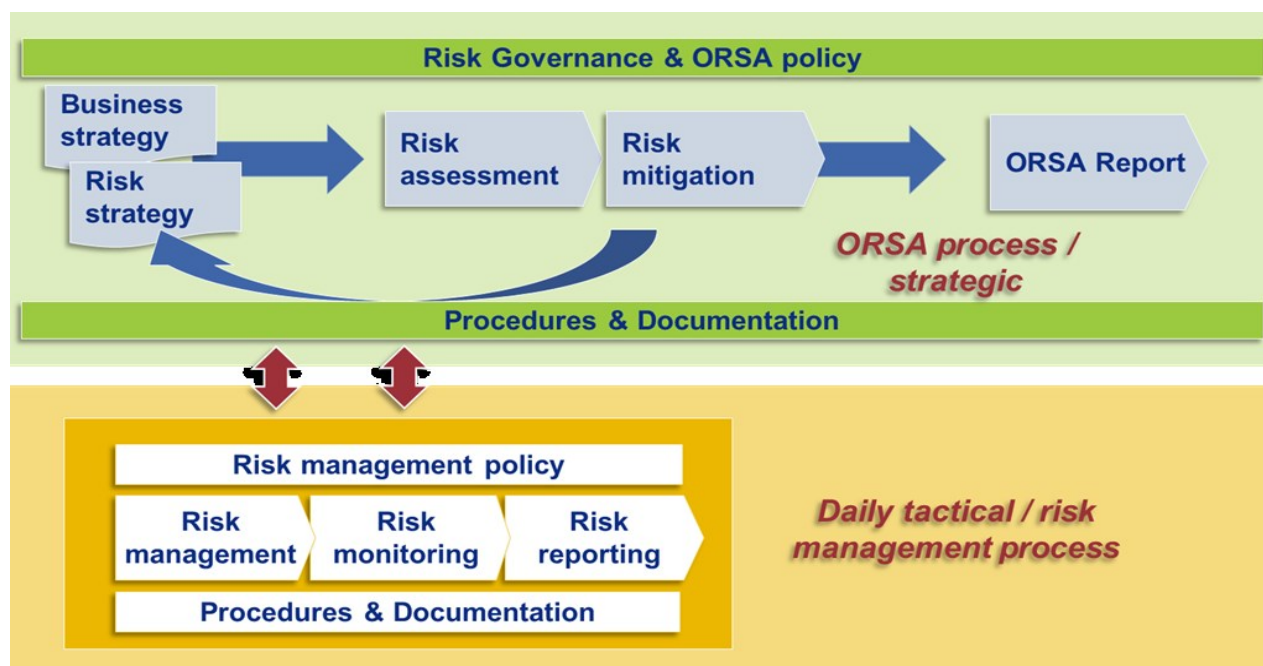 Risk Governance & ORSA policy
Business
strategy
Risk
strategy
Risk
assessment
Risk
mitigation
ORSA Report
ORSA process /
strategic
Procedures & Documentation
Risk management policy
Risk
management
Risk
monitoring
Risk
reporting
Procedures & Documentation
Daily tactical / risk
management process